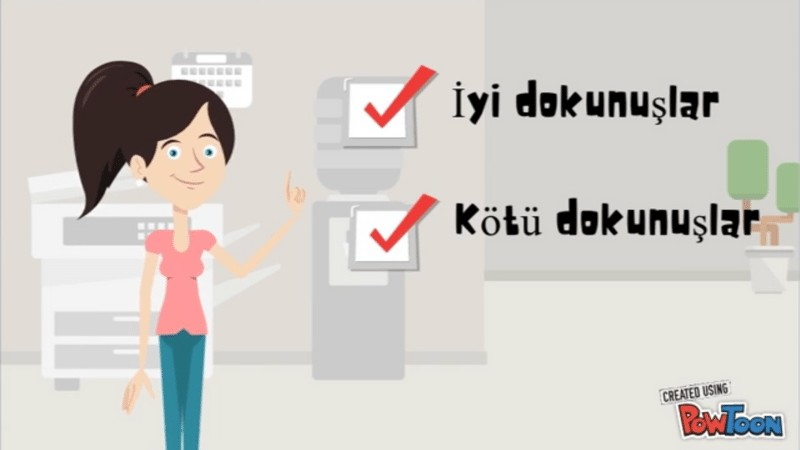 İyi dokunuşlar
Kötü dokunuşlar
CREATED USING
POWTOON